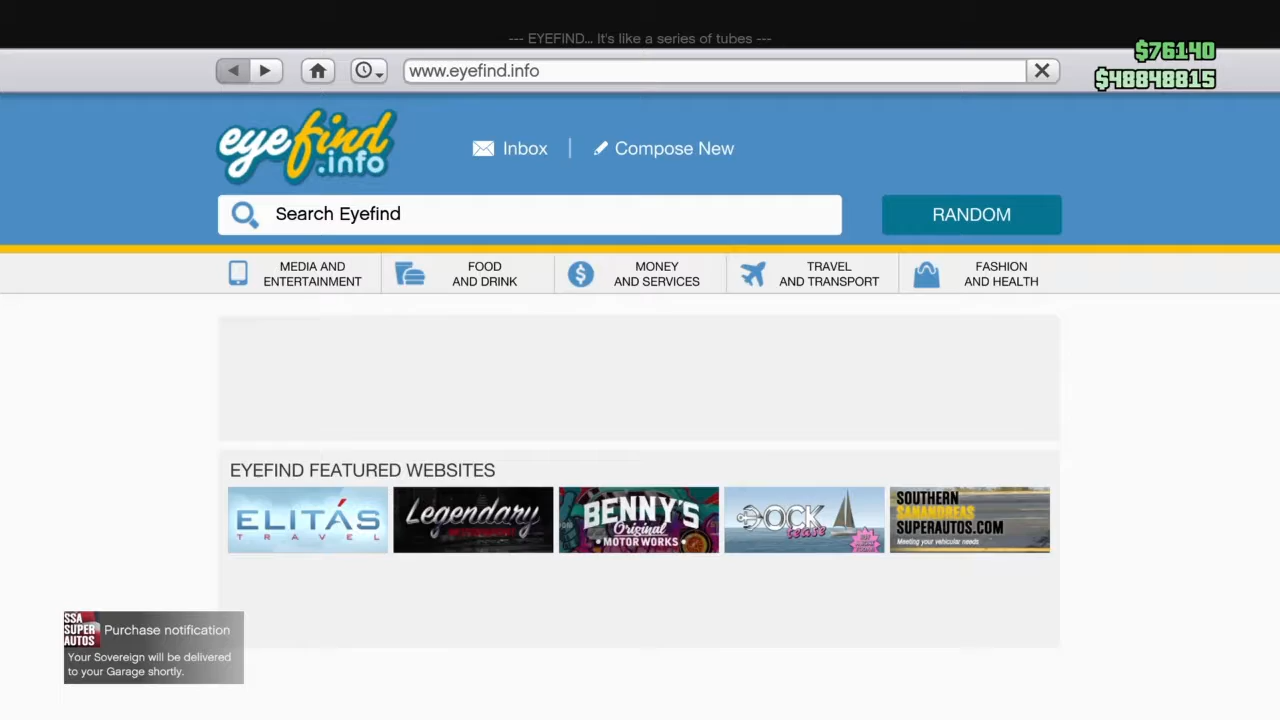 --- EYEFIND... It's like a series of tubes ---
$76140
www.eyefind.info
$48848815
eyefind
.info
Inbox
Compose New
Search Eyefind
RANDOM
MEDIA AND
ENTERTAINMENT
FOOD
AND DRINK
MONEY
AND SERVICES
TRAVEL
AND TRANSPORT
FASHION
AND HEALTH
EYEFIND FEATURED WEBSITES
ELITÁS
TRAVEL
Legendary
BENNY'S
Original
MOTOR WORKS
DOCK
tease
SOUTHERN
SANANDREAS
SUPERAUTOS.COM
Meeting your vehicular needs
SSA
SUPER
AUTOS
Purchase notification
Your Sovereign will be delivered
to your Garage shortly.